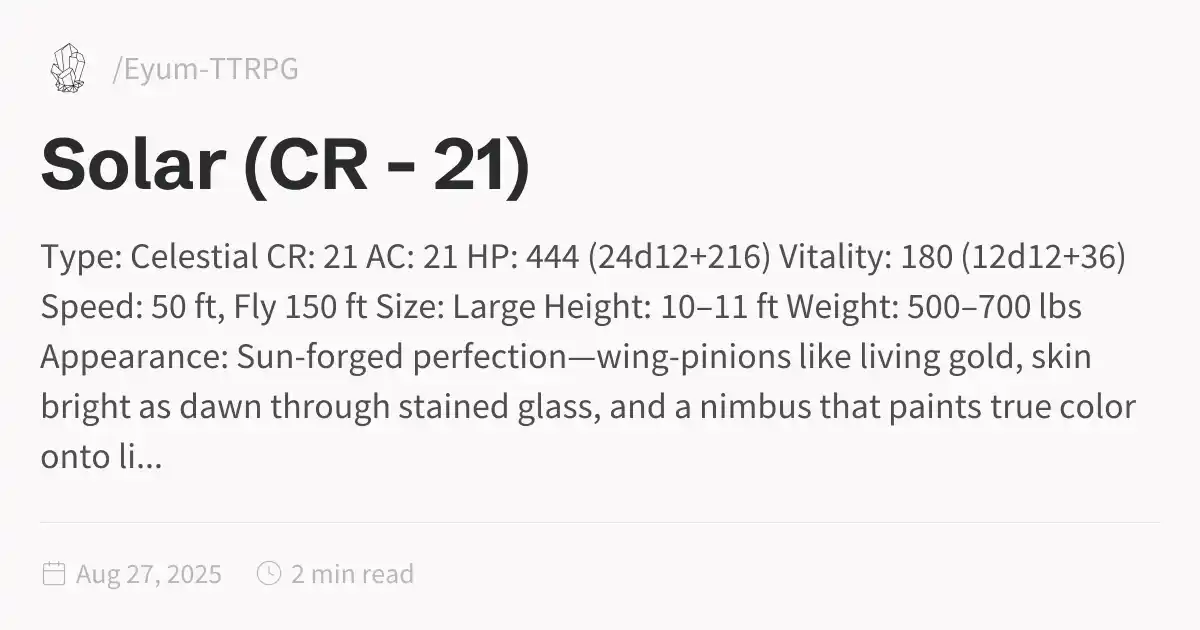 /Eyum-TTRPG
Solar (CR - 21)
Type: Celestial CR: 21 AC: 21 HP: 444 (24d12+216) Vitality: 180 (12d12+36)
Speed: 50 ft, Fly 150 ft Size: Large Height: 10–11 ft Weight: 500–700 lbs
Appearance: Sun-forged perfection—wing-pinions like living gold, skin
bright as dawn through stained glass, and a nimbus that paints true color
onto li...
Aug 27, 2025 2 min read